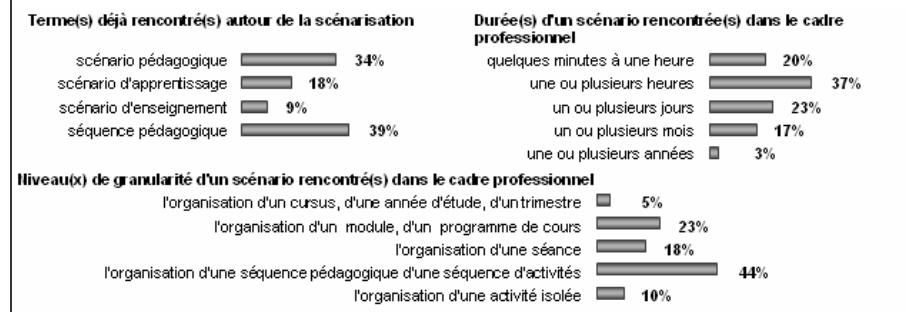 Terme(s) déjà rencontré(s) autour de la scénarisation
scénario pédagogique 34%
scénario d'apprentissage 18%
scénario d'enseignement 9%
séquence pédagogique 39%
Durée(s) d'un scénario rencontrée(s) dans le cadre
professionnel
quelques minutes à une heure 20%
une ou plusieurs heures 37%
un ou plusieurs jours 23%
un ou plusieurs mois 17%
une ou plusieurs années 3%
Niveau(x) de granularité d'un scénario rencontré(s) dans le cadre professionnel
l'organisation d'un cursus, d'une année d'étude, d'un trimestre 5%
l'organisation d'un module, d'un programme de cours 23%
l'organisation d'une séance 18%
l'organisation d'une séquence pédagogique d'une séquence d'activités 44%
l'organisation d'une activité isolée 10%